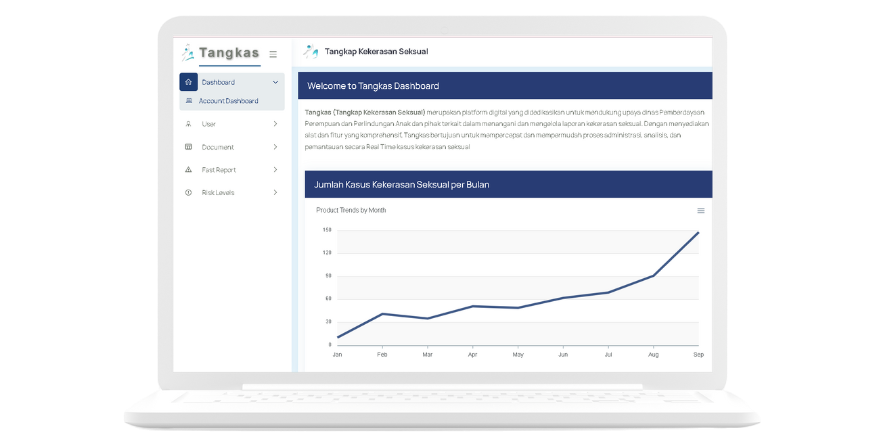 Tangkas
Tangkap Kekerasan Seksual
Dashboard
Account Dashboard
User
Document
Fast Report
Risk Levels
Welcome to Tangkas Dashboard
Tangkas (Tangkap Kekerasan Seksual) merupakan platform digital yang didedikasikan untuk mendukung upaya dinas Pemberdayaan
Perempuan dan Perlindungan Anak dan pihak terkait dalam menangani dan mengelola laporan kekerasan seksual. Dengan menyediakan
alat dan fitur yang komprehensif, Tangkas bertujuan untuk mempercepat dan mempermudah proses administrasi, analisis, dan
pemantauan secara Real Time kasus kekerasan seksual
Jumlah Kasus Kekerasan Seksual per Bulan
Product Trends by Month
150
120
90
60
30
0
Jan Feb Mar Apr May Jun Jul Aug Sep